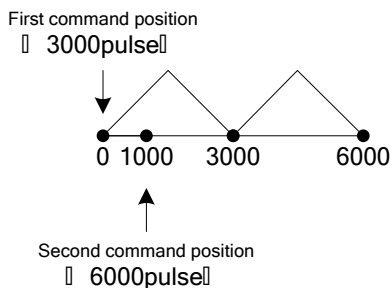 First command position
▯ 3000pulse▯
0 1000 3000 6000
Second command position
▯ 6000pulse▯